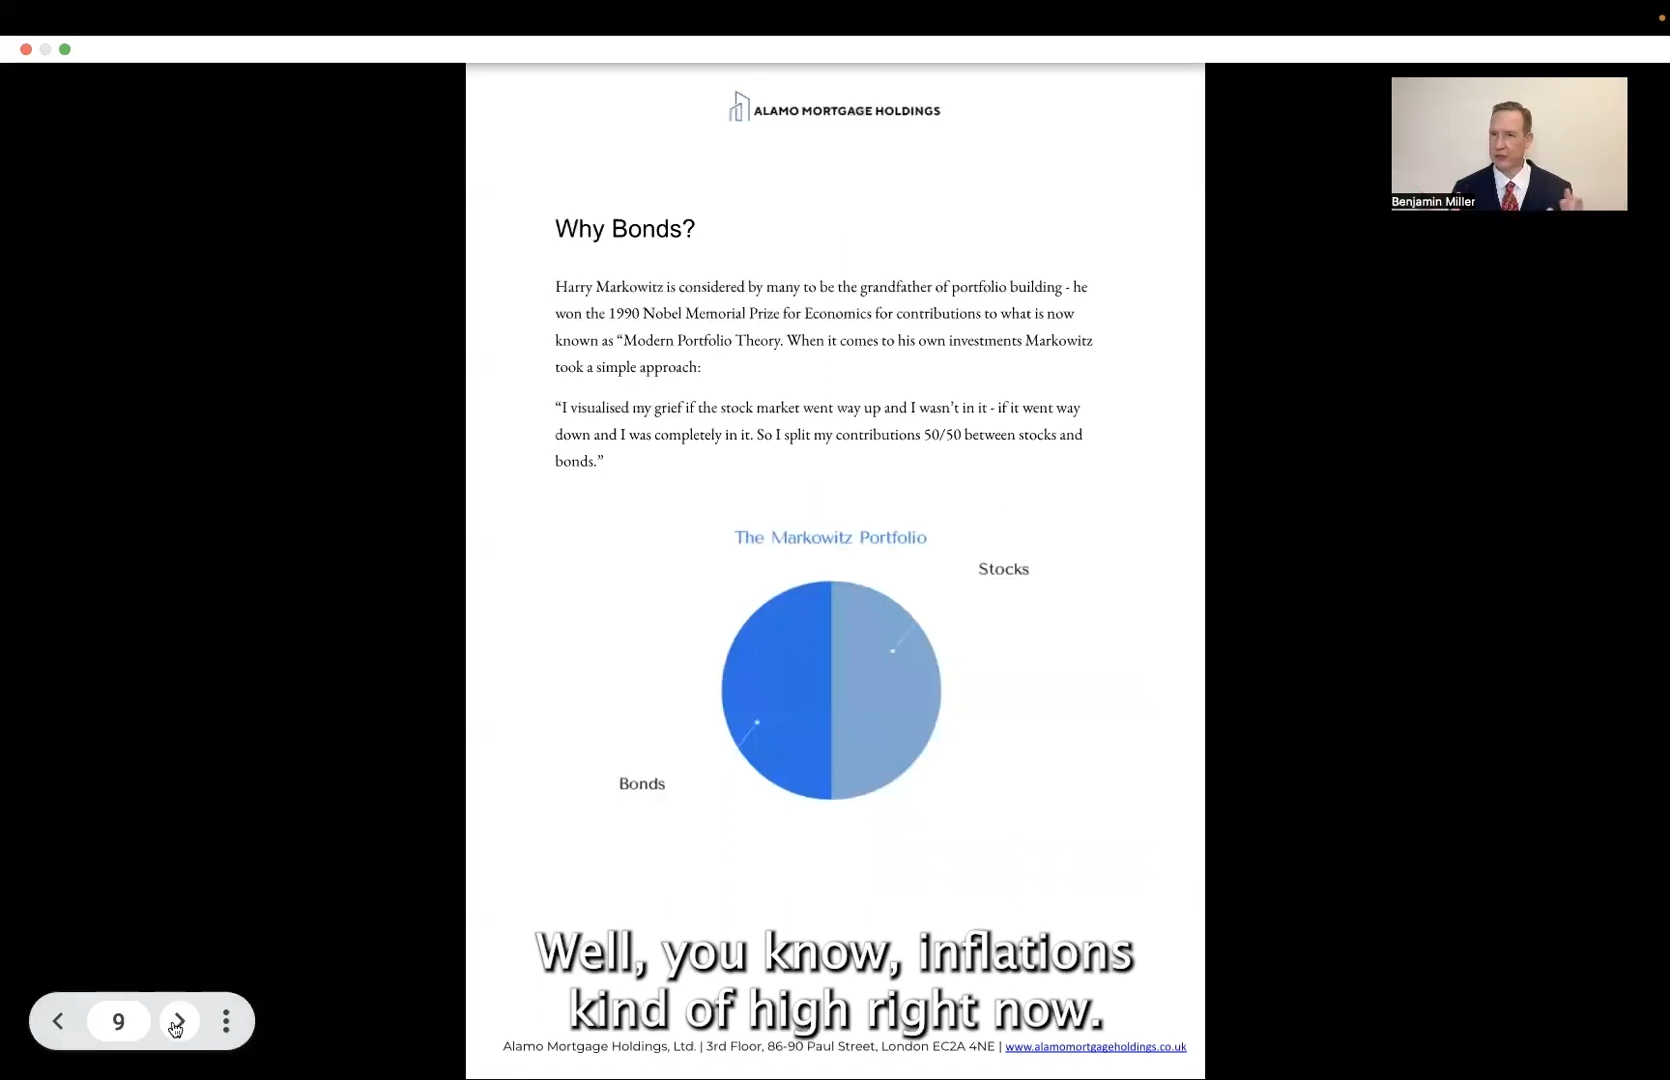 ALAMO MORTGAGE HOLDINGS
Benjamin Miller
Why Bonds?
Harry Markowitz is considered by many to be the grandfather of portfolio building - he
won the 1990 Nobel Memorial Prize for Economics for contributions to what is now
known as “Modern Portfolio Theory. When it comes to his own investments Markowitz
took a simple approach:
“I visualised my grief if the stock market went way up and I wasn’t in it - if it went way
down and I was completely in it. So I split my contributions 50/50 between stocks and
bonds.”
The Markowitz Portfolio
Stocks
Bonds
Well, you know, inflations
kind of high right now.
9
Alamo Mortgage Holdings, Ltd. | 3rd Floor, 86-90 Paul Street, London EC2A 4NE | www.alamomortgageholdings.co.uk